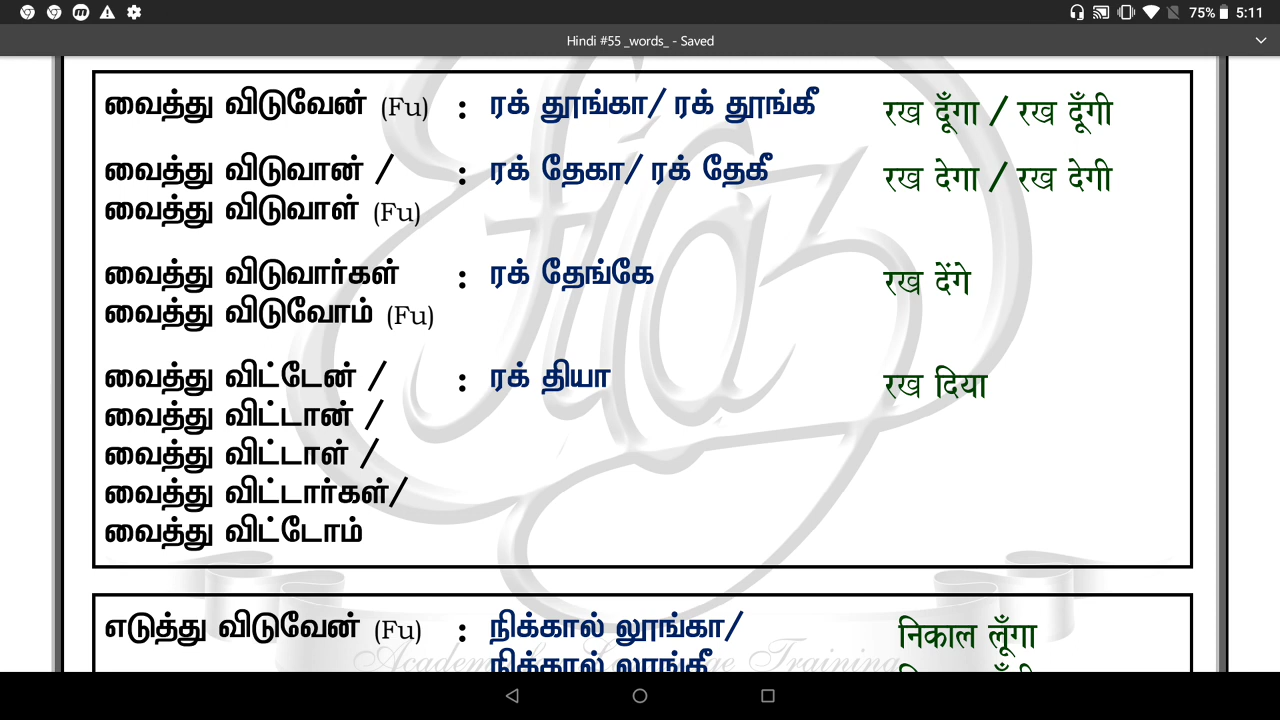 75% 5:11
Hindi #55 _words_ - Saved
வைத்து விடுவேன் (Fu) : ரக் தூங்கா/ ரக் தூங்கீ रख दूँगा / रख दूँगी
வைத்து விடுவான் / : ரக் தேகா/ ரக் தேகீ रख देगा / रख देगी
வைத்து விடுவாள் (Fu)
வைத்து விடுவார்கள் : ரக் தேங்கே रख देंगे
வைத்து விடுவோம் (Fu)
வைத்து விட்டேன் / : ரக் தியா रख दिया
வைத்து விட்டான் /
வைத்து விட்டாள் /
வைத்து விட்டார்கள்/
வைத்து விட்டோம்
எடுத்து விடுவேன் (Fu) : நிக்கால் லூங்கா/ निकाल लूँगा